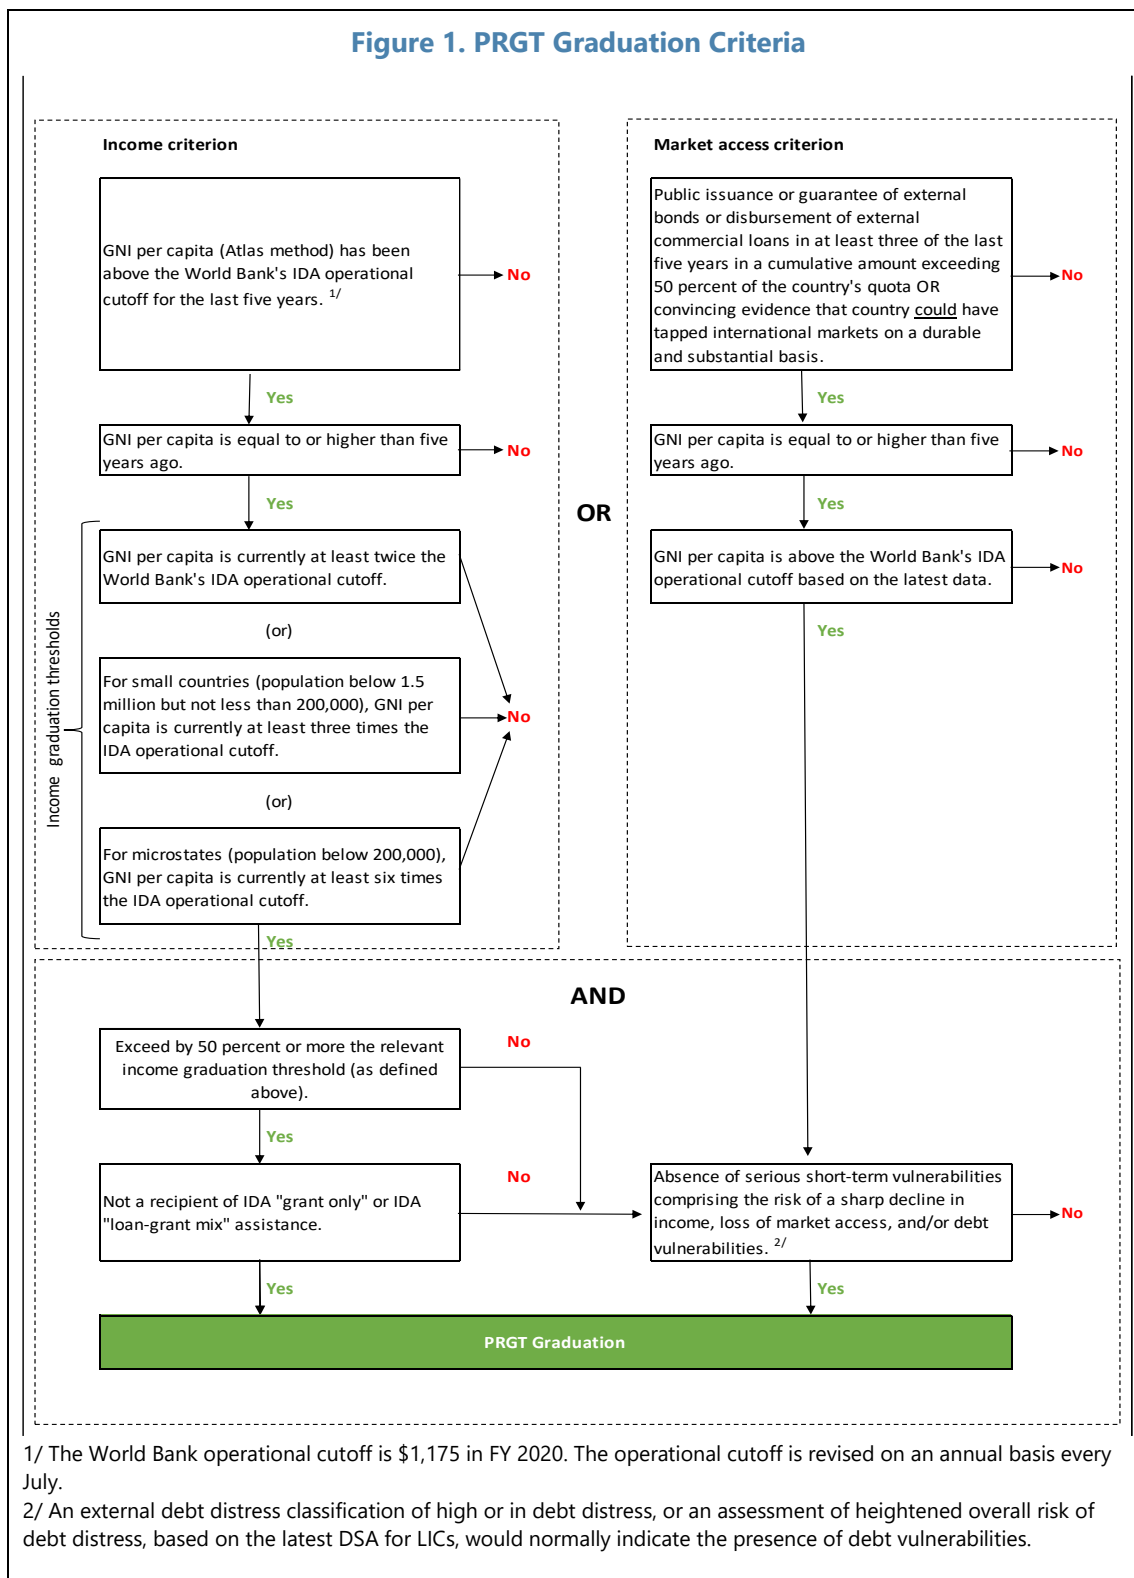 Figure 1. PRGT Graduation Criteria
Income criterion
GNI per capita (Atlas method) has been
above the World Bank's IDA operational
cutoff for the last five years. 1/
No
Yes
GNI per capita is equal to or higher than five
years ago.
No
Yes
Income graduation thresholds
GNI per capita is currently at least twice the
World Bank's IDA operational cutoff.
(or)
For small countries (population below 1.5
million but not less than 200,000), GNI per
capita is currently at least three times the
IDA operational cutoff.
No
(or)
For microstates (population below 200,000),
GNI per capita is currently at least six times
the IDA operational cutoff.
Yes
OR
Market access criterion
Public issuance or guarantee of external
bonds or disbursement of external
commercial loans in at least three of the last
five years in a cumulative amount exceeding
50 percent of the country's quota OR
convincing evidence that country could have
tapped international markets on a durable
and substantial basis.
No
Yes
GNI per capita is equal to or higher than five
years ago.
No
Yes
GNI per capita is above the World Bank's IDA
operational cutoff based on the latest data.
No
Yes
AND
Exceed by 50 percent or more the relevant
income graduation threshold (as defined
above).
No
Yes
Not a recipient of IDA "grant only" or IDA
"loan-grant mix" assistance.
No
Yes
Absence of serious short-term vulnerabilities
comprising the risk of a sharp decline in
income, loss of market access, and/or debt
vulnerabilities. 2/
No
Yes
PRGT Graduation
1/ The World Bank operational cutoff is $1,175 in FY 2020. The operational cutoff is revised on an annual basis every
July.
2/ An external debt distress classification of high or in debt distress, or an assessment of heightened overall risk of
debt distress, based on the latest DSA for LICs, would normally indicate the presence of debt vulnerabilities.